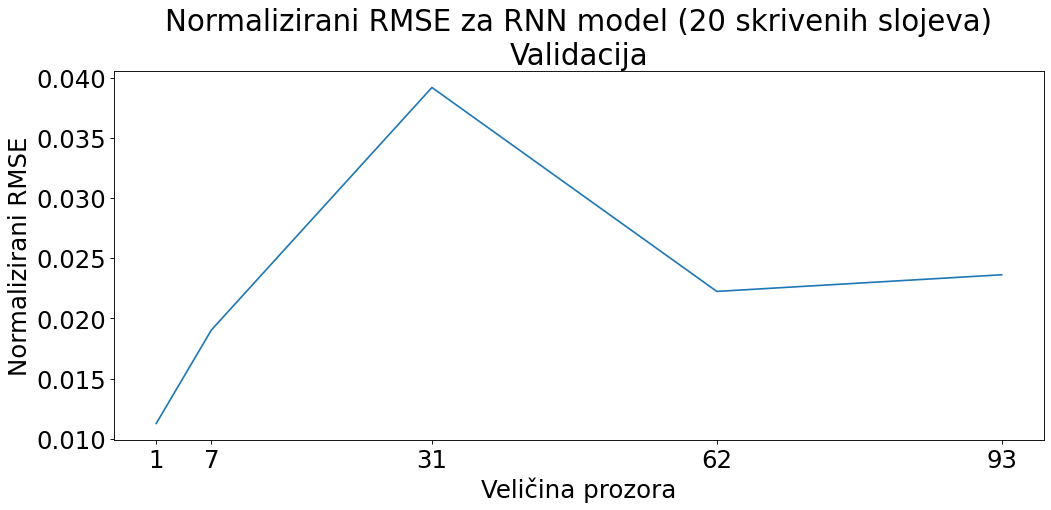 Normalizirani RMSE za RNN model (20 skrivenih slojeva)
Validacija
Normalizirani RMSE
0.040
0.035
0.030
0.025
0.020
0.015
0.010
1 7 31 62 93
Veličina prozora